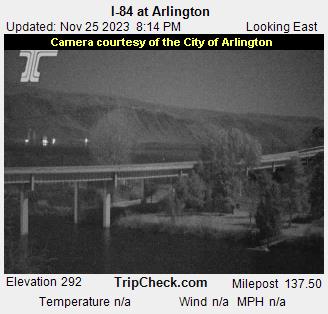 I-84 at Arlington
Updated: Nov 25 2023 8:14 PM Looking East
Camera courtesy of the City of Arlington
Elevation 292 TripCheck.com Milepost 137.50
Temperature n/a Wind n/a MPH n/a